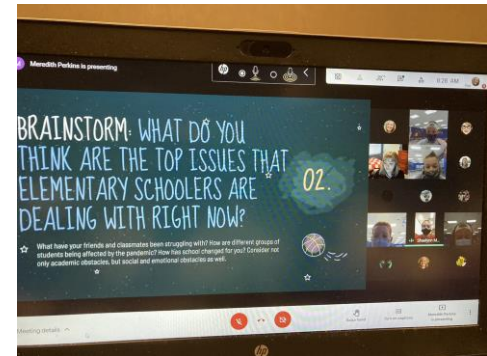 Meredith Perkine is presenting
8:26 AM
BRAINSTORM: WHAT DO YOU
THINK ARE THE TOP ISSUES THAT
ELEMENTARY SCHOOLERS ARE
DEALING WITH RIGHT NOW?
02.
What have your friends and classmates been struggling with? How are different groups of
students being affected by the pandemic? How has school changed for you? Consider not
only academic obstacles, but social and emotional obstacles as well.
Meeting details
hp